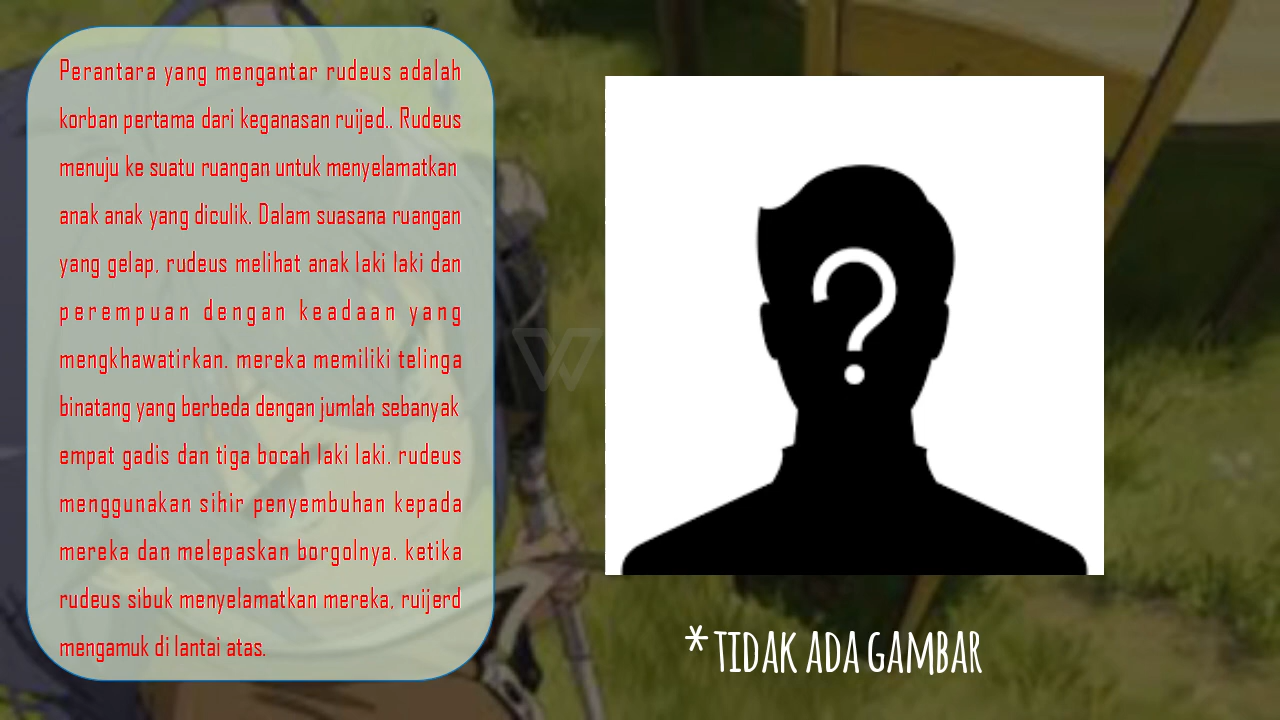 Perantara yang mengantar rudeus adalah
korban pertama dari keganasan ruijed.. Rudeus
menuju ke suatu ruangan untuk menyelamatkan
anak anak yang diculik. Dalam suasana ruangan
yang gelap, rudeus melihat anak laki laki dan
perempuan dengan keadaan yang
mengkhawatirkan. mereka memiliki telinga
binatang yang berbeda dengan jumlah sebanyak
empat gadis dan tiga bocah laki laki. rudeus
menggunakan sihir penyembuhan kepada
mereka dan melepaskan borgolnya. ketika
rudeus sibuk menyelamatkan mereka, ruijerd
mengamuk di lantai atas.
?
*TIDAK ADA GAMBAR